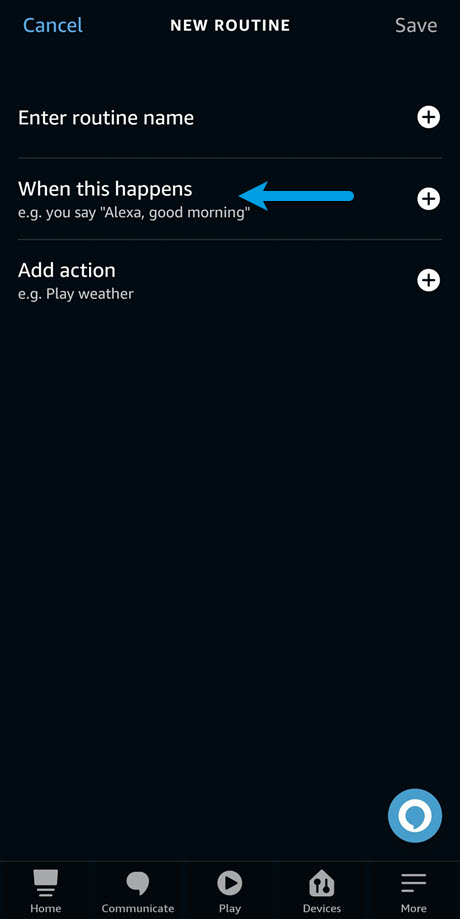 Cancel NEW ROUTINE Save
Enter routine name
When this happens
e.g. you say "Alexa, good morning"
Add action
e.g. Play weather
Home Communicate Play Devices More